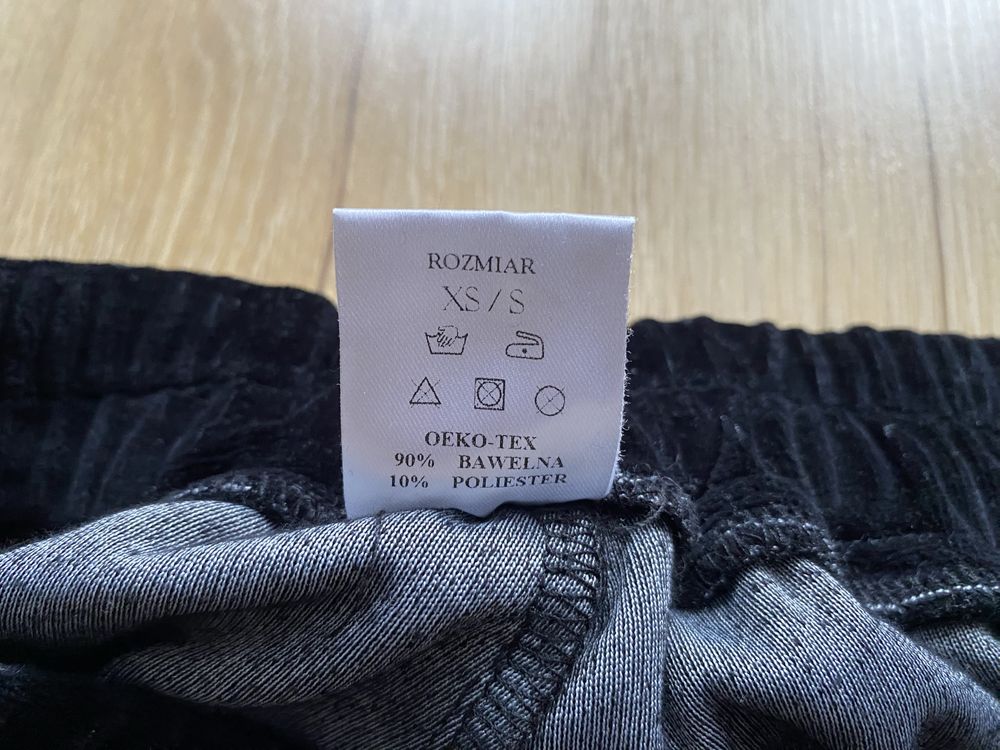 ROZMIAR
XS / S
OEKO-TEX
90% BAWEŁNA
10% POLIESTER